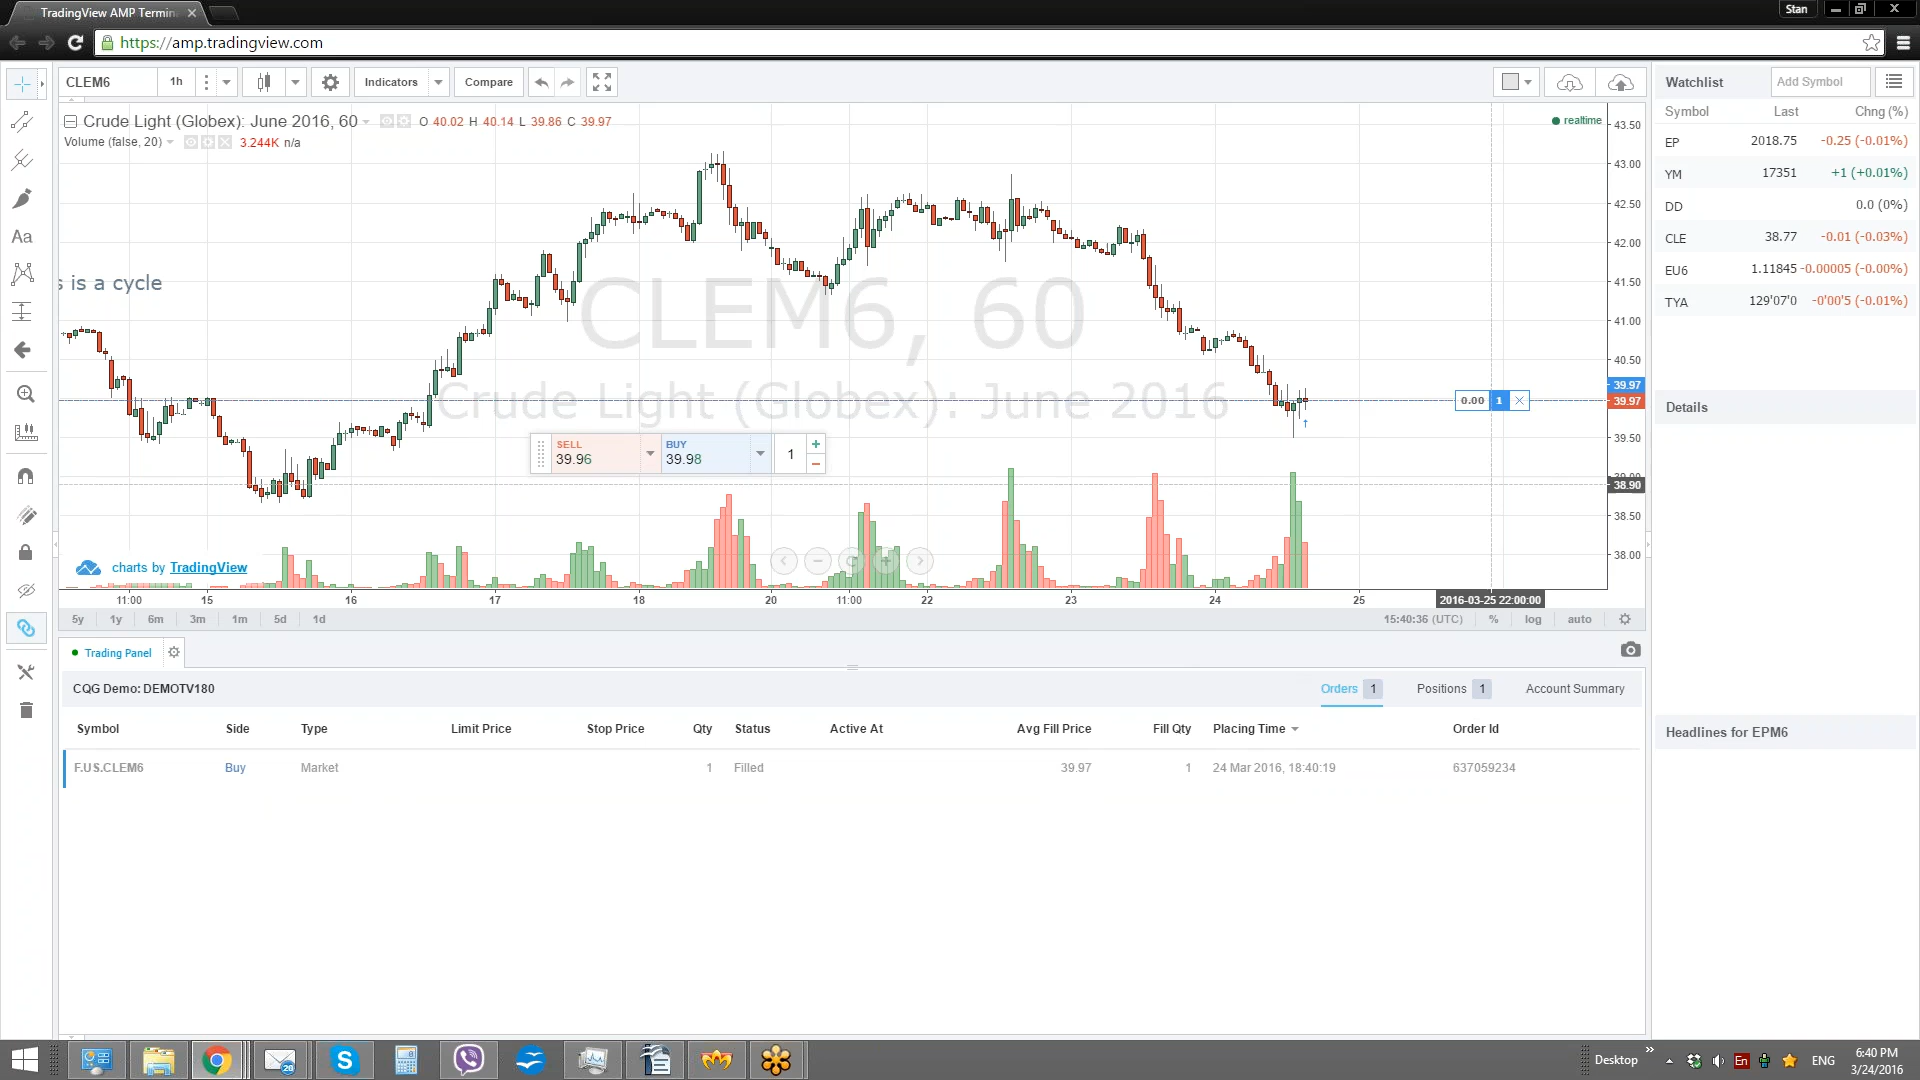 TradingView AMP Termin
Stan
https://amp.tradingview.com
CLEM6 1h Indicators Compare
Crude Light (Globex): June 2016, 60 O 40.02 H 40.14 L 39.86 C 39.97
realtime
Volume (false, 20) 3.244K n/a
s is a cycle
CLEM6, 60
Crude Light (Globex): June 2016
SELL
39.96
BUY
39.98
1
0.00 1
43.50
43.00
42.50
42.00
41.50
41.00
40.50
39.97
39.97
39.50
38.90
38.50
38.00
charts by TradingView
11:00 15 16 17 18 20 11:00 22 23 24 25
2016-03-25 22:00:00
5y 1y 6m 3m 1m 5d 1d
15:40:36 (UTC) % log auto
Aa
Watchlist Add Symbol
Symbol Last Chng (%)
EP 2018.75 -0.25 (-0.01%)
YM 17351 +1 (+0.01%)
DD 0.0 (0%)
CLE 38.77 -0.01 (-0.03%)
EU6 1.11845 -0.00005 (-0.00%)
TYA 129'07'0 -0'00'5 (-0.01%)
Details
Headlines for EPM6
Trading Panel
CQG Demo: DEMOTV180
Orders 1 Positions 1 Account Summary
Symbol Side Type Limit Price Stop Price Qty Status Active At Avg Fill Price Fill Qty Placing Time Order Id
F.US.CLEM6 Buy Market 1 Filled 39.97 1 24 Mar 2016, 18:40:19 637059234
20
Desktop
En
ENG
6:40 PM
3/24/2016